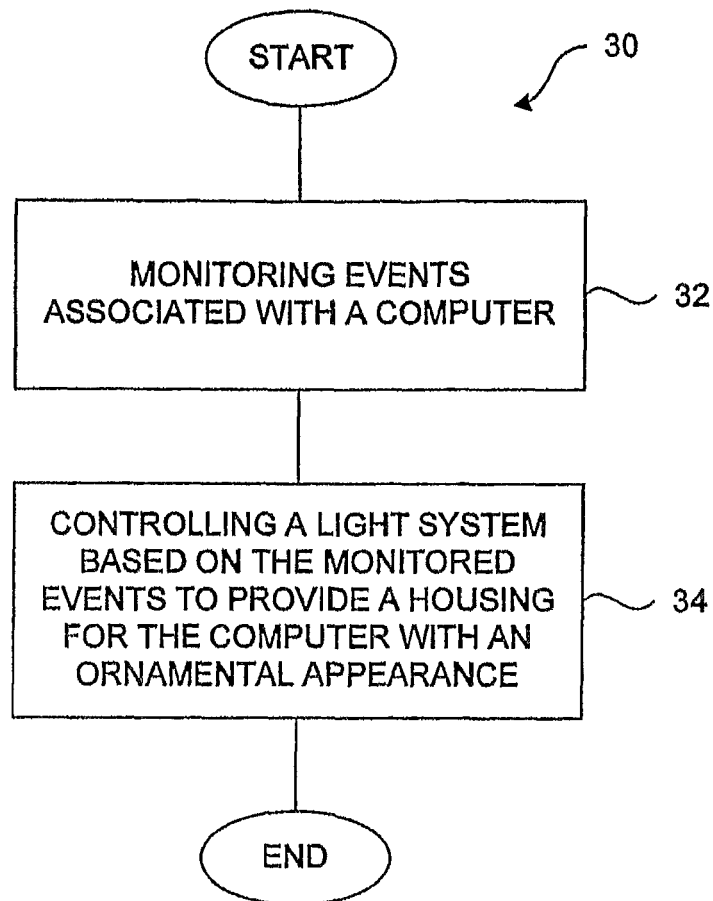 START
30
MONITORING EVENTS
ASSOCIATED WITH A COMPUTER
32
CONTROLLING A LIGHT SYSTEM
BASED ON THE MONITORED
EVENTS TO PROVIDE A HOUSING
FOR THE COMPUTER WITH AN
ORNAMENTAL APPEARANCE
34
END